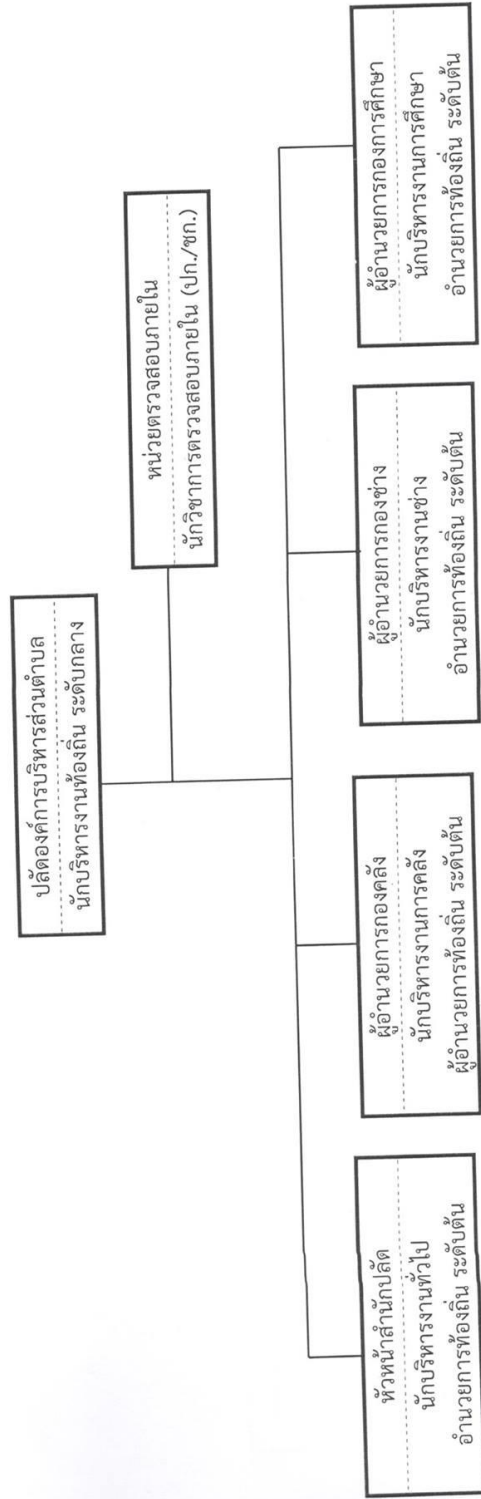 ปลัดองค์การบริหารส่วนตำบล
นักบริหารงานท้องถิ่น ระดับกลาง
หน่วยตรวจสอบภายใน
นักวิชาการตรวจสอบภายใน (ปก./ชก.)
หัวหน้าสำนักปลัด
นักบริหารงานทั่วไป
อำนวยการท้องถิ่น ระดับต้น
ผู้อำนวยการกองคลัง
นักบริหารงานการคลัง
ผู้อำนวยการท้องถิ่น ระดับต้น
ผู้อำนวยการกองช่าง
นักบริหารงานช่าง
อำนวยการท้องถิ่น ระดับต้น
ผู้อำนวยการกองการศึกษา
นักบริหารงานการศึกษา
อำนวยการท้องถิ่น ระดับต้น